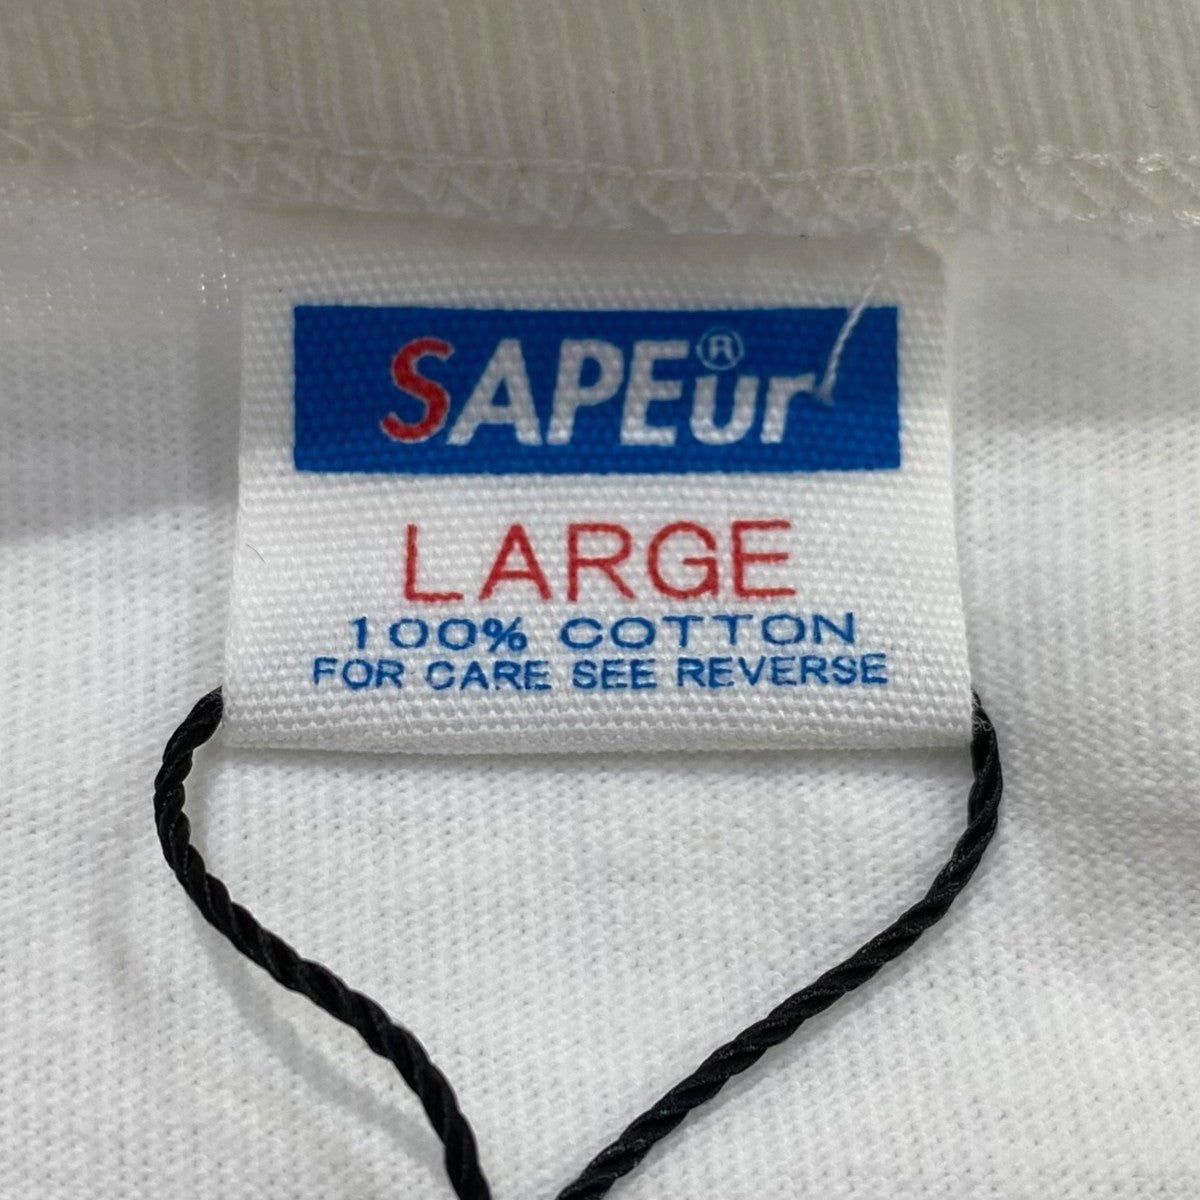 SAPEur®
LARGE
100% COTTON
FOR CARE SEE REVERSE